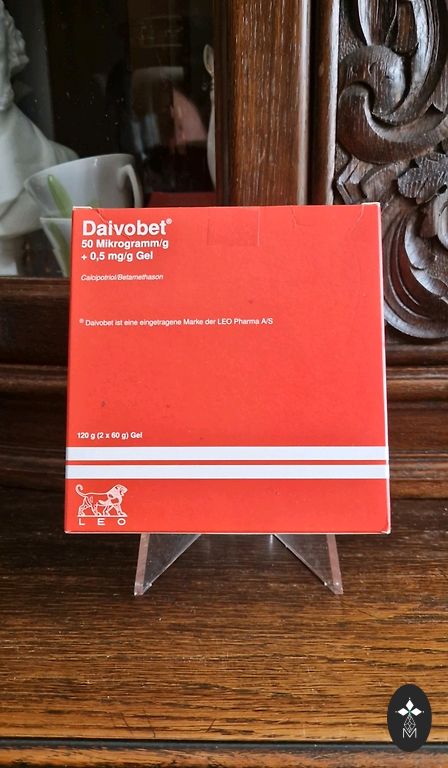 Daivobet®
50 Mikrogramm/g
+ 0,5 mg/g Gel
Calcipotriol/Betamethason
® Daivobet ist eine eingetragene Marke der LEO Pharma A/S
120 g (2 x 60 g) Gel
LEO
M